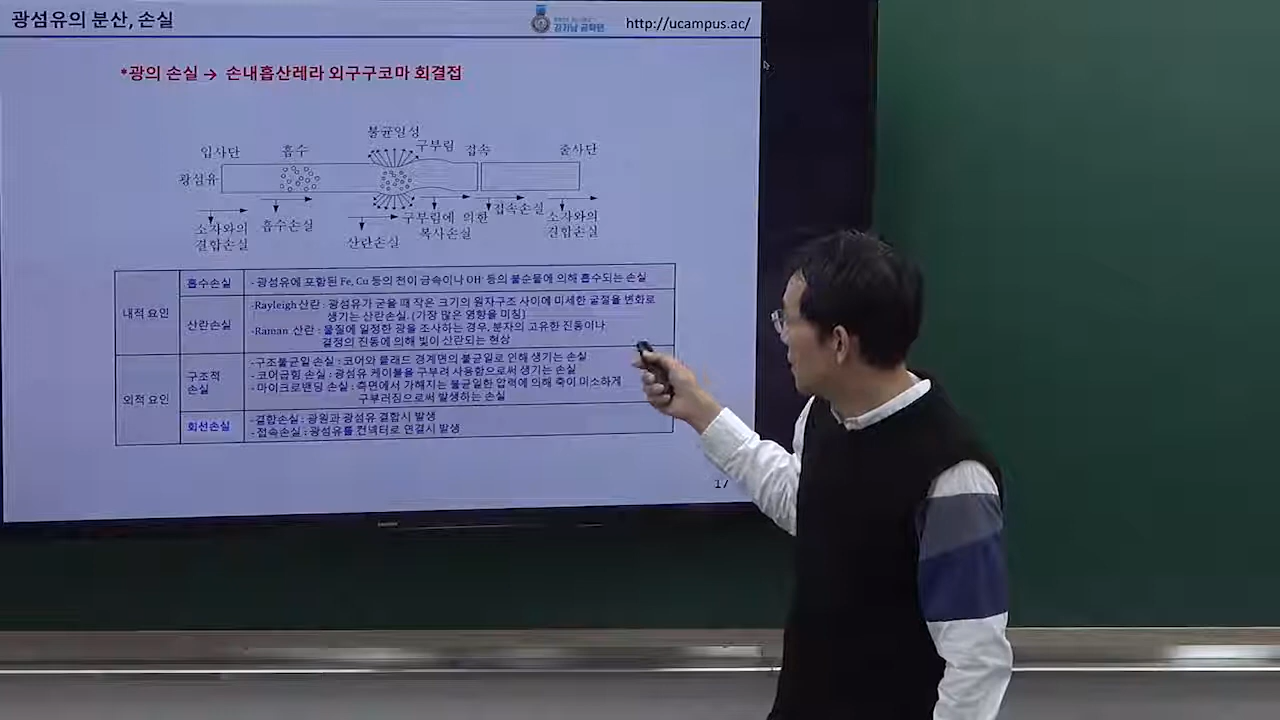 광섬유의 분산, 손실
김기남 공학원
http://ucampus.ac/
*광의 손실 → 손내흡산레라 외구구코마 회결접
불균일성
입사단 흡수 구부림 접속 출사단
광섬유
소자와의 결합손실
흡수손실
산란손실
구부림에 의한 복사손실
접속손실
소자와의 결합손실
내적 요인
흡수손실
- 광섬유에 포함된 Fe, Cu 등의 천이 금속이나 OH⁻ 등의 불순물에 의해 흡수되는 손실
산란손실
-Rayleigh 산란 : 광섬유가 굳을 때 작은 크기의 원자구조 사이에 미세한 굴절율 변화로
생기는 산란손실. (가장 많은 영향을 미침)
-Raman 산란 : 물질에 일정한 광을 조사하는 경우, 분자의 고유한 진동이나
결정의 진동에 의해 빛이 산란되는 현상
외적 요인
구조적
손실
- 구조불균일 손실 : 코어와 클래드 경계면의 불균일로 인해 생기는 손실
- 코어급힘 손실 : 광섬유 케이블을 구부려 사용함으로써 생기는 손실
- 마이크로밴딩 손실 : 측면에서 가해지는 불균일한 압력에 의해 축이 미소하게
구부러짐으로써 발생하는 손실
회선손실
-결합손실 : 광원과 광섬유 결합시 발생
- 접속손실 : 광섬유를 컨넥터로 연결시 발생
17